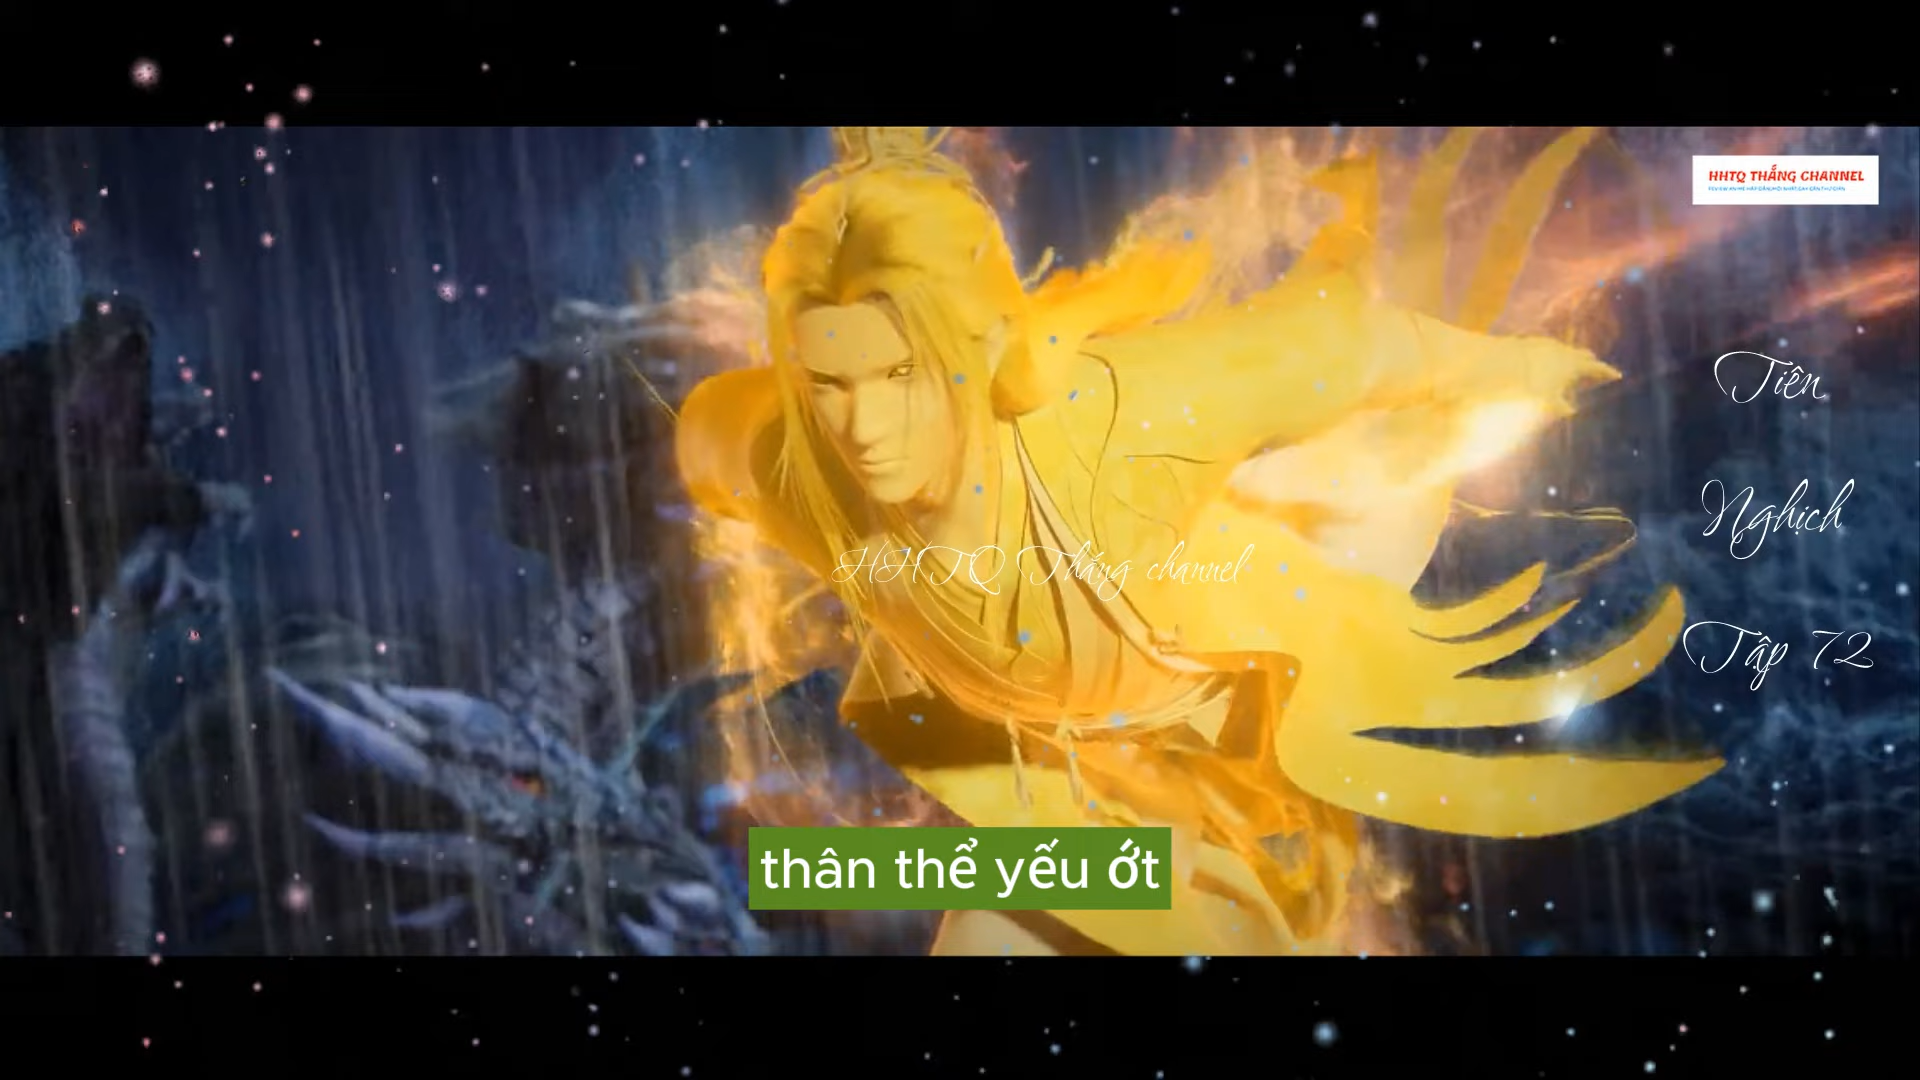 HHTQ THẮNG CHANNEL
Tiên
Nghịch
HHTQ Thắng channel
Tập 72
thân thể yếu ớt